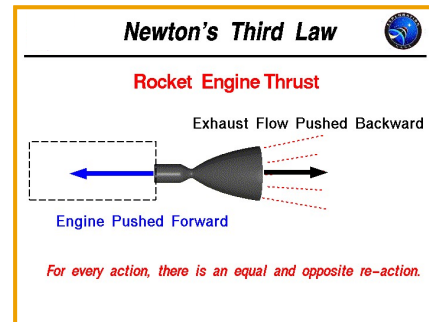 Newton's Third Law
Rocket Engine Thrust
Exhaust Flow Pushed Backward
Engine Pushed Forward
For every action, there is an equal and opposite re-action.